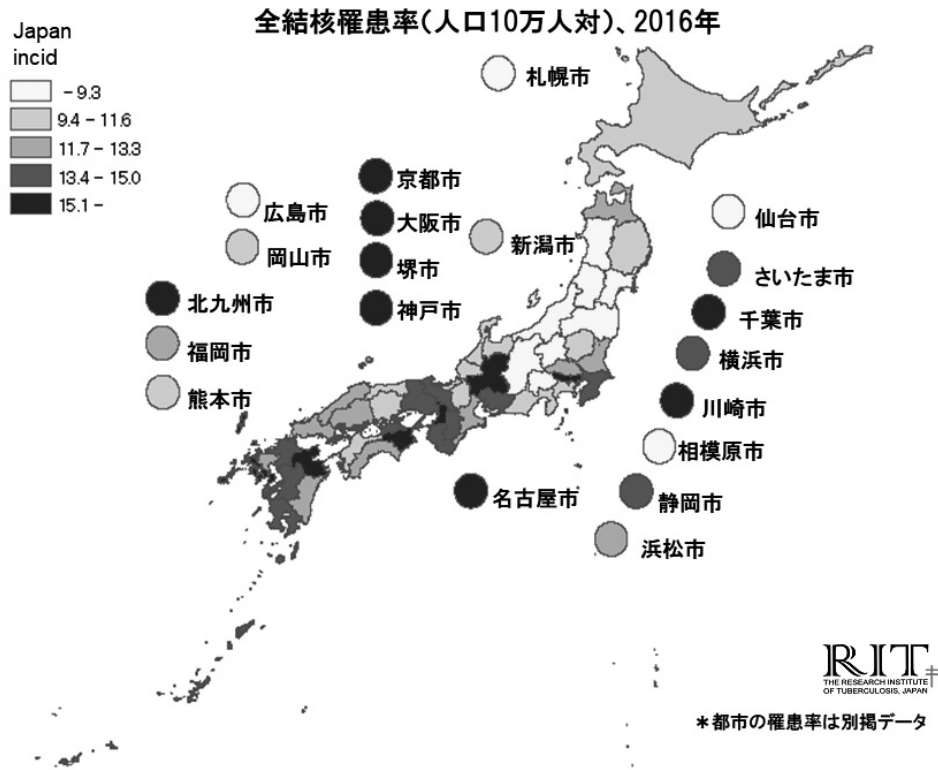 全結核罹患率(人口10万人対)、2016年
Japan
incid
-9.3
9.4-11.6
11.7-13.3
13.4-15.0
15.1-
札幌市
京都市
広島市
大阪市
仙台市
岡山市
新潟市
堺市
さいたま市
北九州市
神戸市
千葉市
福岡市
横浜市
熊本市
川崎市
相模原市
名古屋市
静岡市
浜松市
RIT
THE RESEARCH INSTITUTE
OF TUBERCULOSIS, JAPAN
*都市の罹患率は別掲データ